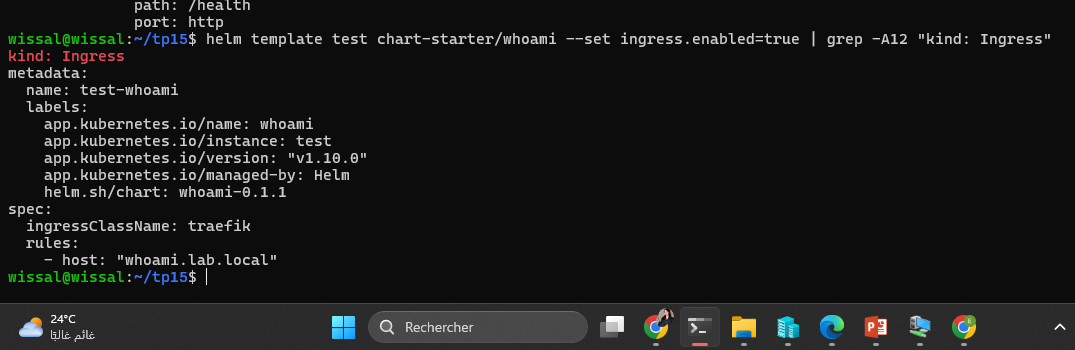 path: /health
              port: http
wissal@wissal:~/tp15$ helm template test chart-starter/whoami --set ingress.enabled=true | grep -A12 "kind: Ingress"
kind: Ingress
metadata:
  name: test-whoami
  labels:
    app.kubernetes.io/name: whoami
    app.kubernetes.io/instance: test
    app.kubernetes.io/version: "v1.10.0"
    app.kubernetes.io/managed-by: Helm
    helm.sh/chart: whoami-0.1.1
spec:
  ingressClassName: traefik
  rules:
    - host: "whoami.lab.local"
wissal@wissal:~/tp15$
24°C
غائم غالبًا
Rechercher